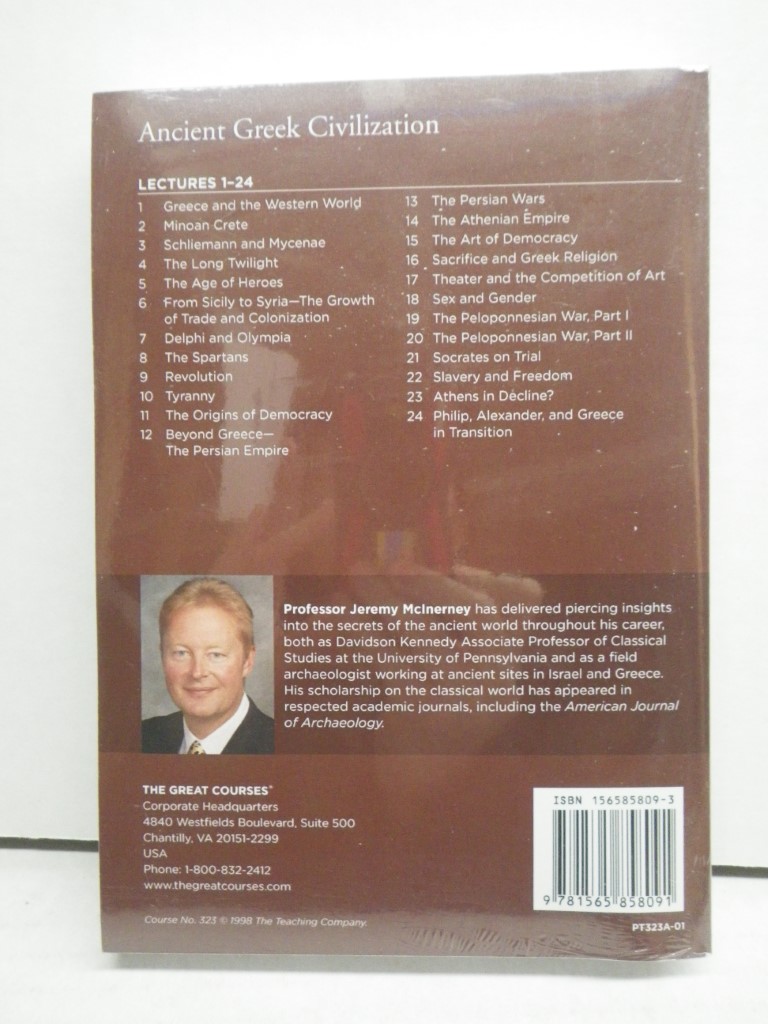 Ancient Greek Civilization
LECTURES 1–24
1 Greece and the Western World
2 Minoan Crete
3 Schliemann and Mycenae
4 The Long Twilight
5 The Age of Heroes
6 From Sicily to Syria—The Growth
of Trade and Colonization
7 Delphi and Olympia
8 The Spartans
9 Revolution
10 Tyranny
11 The Origins of Democracy
12 Beyond Greece—
The Persian Empire
13 The Persian Wars
14 The Athenian Empire
15 The Art of Democracy
16 Sacrifice and Greek Religion
17 Theater and the Competition of Art
18 Sex and Gender
19 The Peloponnesian War, Part I
20 The Peloponnesian War, Part II
21 Socrates on Trial
22 Slavery and Freedom
23 Athens in Decline?
24 Philip, Alexander, and Greece
in Transition
Professor Jeremy McInerney has delivered piercing insights
into the secrets of the ancient world throughout his career,
both as Davidson Kennedy Associate Professor of Classical
Studies at the University of Pennsylvania and as a field
archaeologist working at ancient sites in Israel and Greece.
His scholarship on the classical world has appeared in
respected academic journals, including the American Journal
of Archaeology.
THE GREAT COURSES®
Corporate Headquarters
4840 Westfields Boulevard, Suite 500
Chantilly, VA 20151-2299
USA
Phone: 1-800-832-2412
www.thegreatcourses.com
Course No. 323 © 1998 The Teaching Company.
ISBN 156585809-3
9 781565 858091
PT323A-01